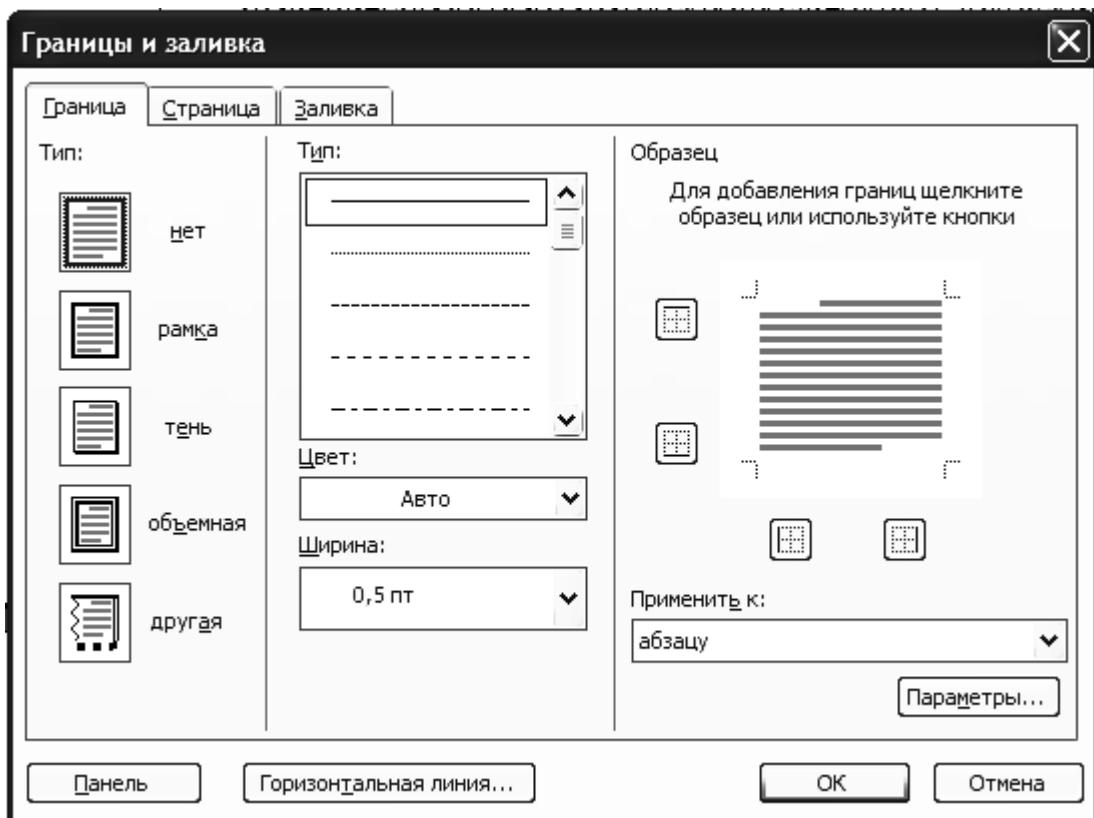 Границы и заливка
Граница
Страница
Заливка
Тип:
нет
рамка
тень
объемная
другая
Тип:
Цвет:
Авто
Ширина:
0,5 пт
Образец
Для добавления границ щелкните
образец или используйте кнопки
Применить к:
абзацу
Параметры...
Панель
Горизонтальная линия...
ОК
Отмена